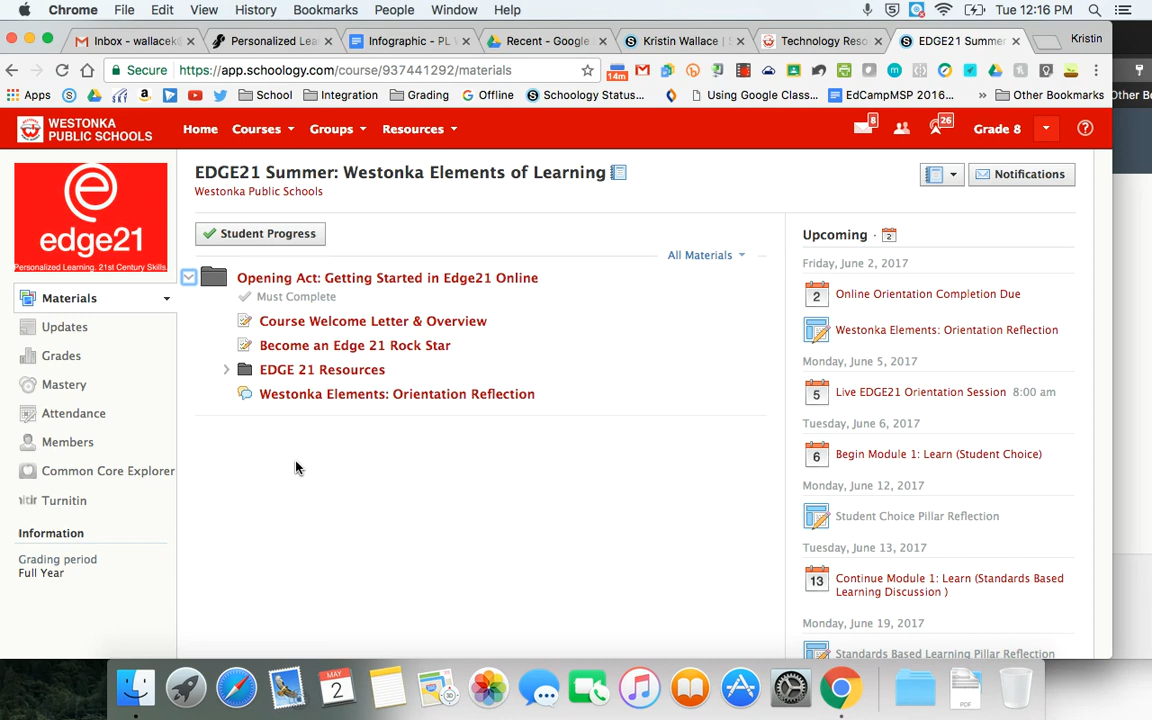 Chrome File Edit View History Bookmarks People Window Help Tue 12:16 PM
Inbox - wallacek@ Personalized Lea Infographic - PL W Recent - Google Kristin Wallace | S Technology Reso EDGE21 Summer Kristin
Secure https://app.schoology.com/course/937441292/materials 14m
Apps School Integration Grading Offline Schoology Status... Using Google Class... EdCampMSP 2016... » Other Bookmarks
WESTONKA
PUBLIC SCHOOLS
Home Courses Groups Resources 8 26 Grade 8
EDGE21 Summer: Westonka Elements of Learning
Westonka Public Schools
Notifications
edge21
Personalized Learning. 21st Century Skills.
Materials
Updates
Grades
Mastery
Attendance
Members
Common Core Explorer
Turnitin
Information
Grading period
Full Year
Student Progress
All Materials
Opening Act: Getting Started in Edge21 Online
Must Complete
Course Welcome Letter & Overview
Become an Edge 21 Rock Star
EDGE 21 Resources
Westonka Elements: Orientation Reflection
Upcoming 2
Friday, June 2, 2017
2 Online Orientation Completion Due
Westonka Elements: Orientation Reflection
Monday, June 5, 2017
5 Live EDGE21 Orientation Session 8:00 am
Tuesday, June 6, 2017
6 Begin Module 1: Learn (Student Choice)
Monday, June 12, 2017
Student Choice Pillar Reflection
Tuesday, June 13, 2017
13 Continue Module 1: Learn (Standards Based
Learning Discussion )
Monday, June 19, 2017
Standards Based Learning Pillar Reflection
MAY
2
PDF